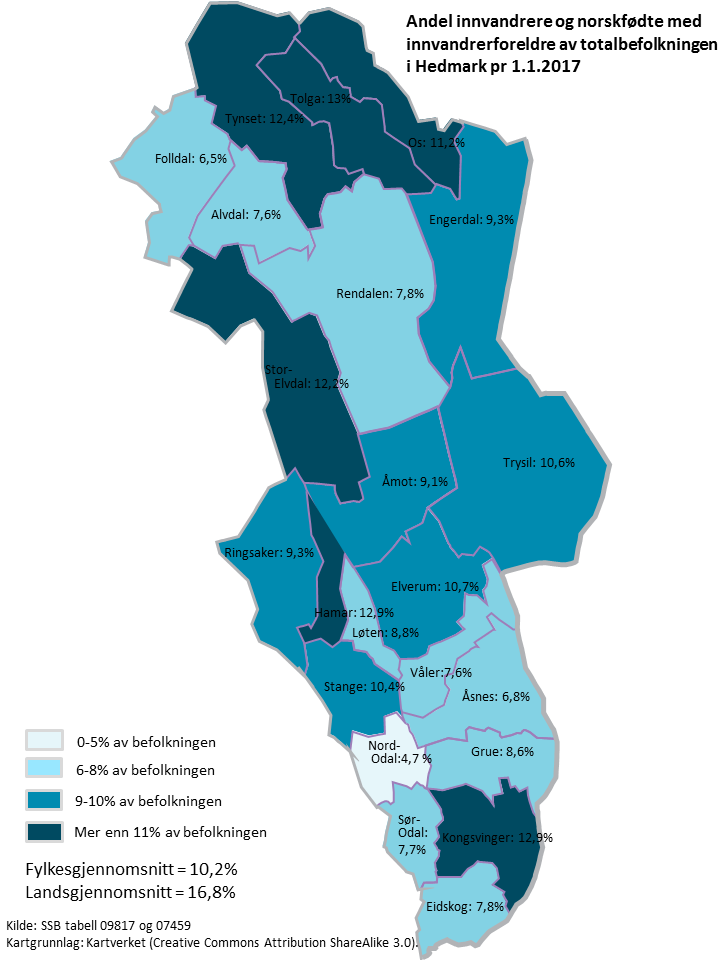 Andel innvandrere og norskfødte med
innvandrerforeldre av totalbefolkningen
i Hedmark pr 1.1.2017
Tolga: 13%
Tynset: 12,4%
Os: 11,2%
Folldal: 6,5%
Alvdal: 7,6%
Engerdal: 9,3%
Rendalen: 7,8%
Stor-
Elvdal: 12,2%
Trysil: 10,6%
Åmot: 9,1%
Ringsaker: 9,3%
Elverum: 10,7%
Hamar: 12,9%
Løten: 8,8%
Våler:7,6%
Stange: 10,4%
Åsnes: 6,8%
Nord-
Odal:4,7 %
Grue: 8,6%
Sør-
Odal:
7,7%
Kongsvinger: 12,9%
Eidskog: 7,8%
0-5% av befolkningen
6-8% av befolkningen
9-10% av befolkningen
Mer enn 11% av befolkningen
Fylkesgjennomsnitt = 10,2%
Landsgjennomsnitt = 16,8%
Kilde: SSB tabell 09817 og 07459
Kartgrunnlag: Kartverket (Creative Commons Attribution ShareAlike 3.0).